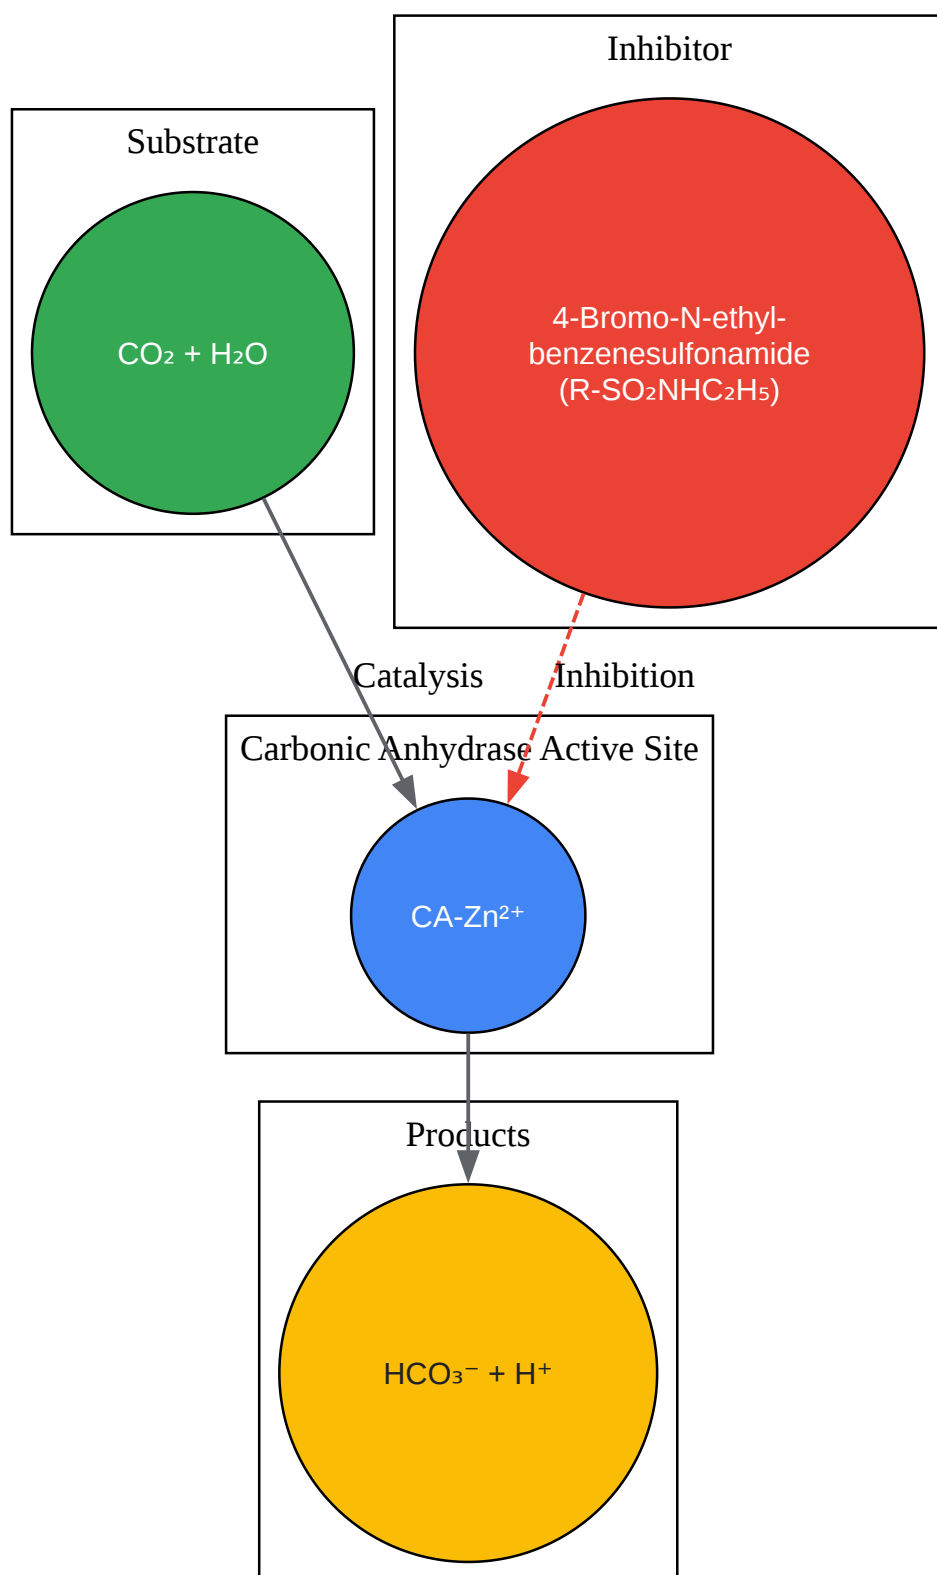 Inhibitor
Substrate
4-Bromo-N-ethyl-
benzenesulfonamide
(R-SO₂NHC₂H₅)
CO₂ + H₂O
Catalysis
Inhibition
Carbonic Anhydrase Active Site
CA-Zn²⁺
Products
HCO₃⁻ + H⁺